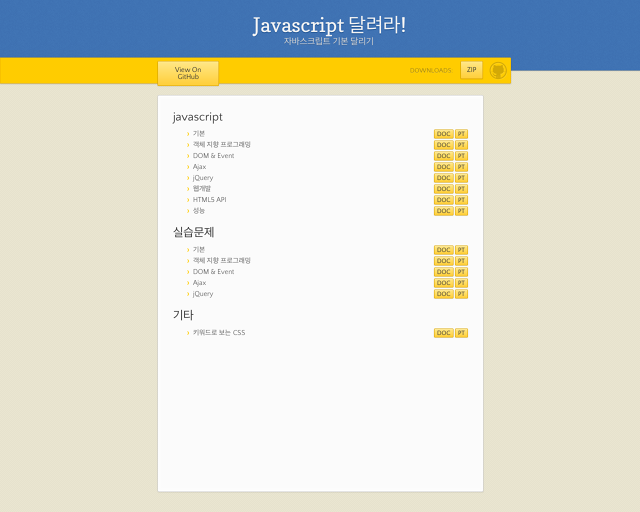 Javascript 달려라!
자바스크립트 기본 달리기
View On
GitHub
DOWNLOADS:
ZIP
javascript
기본 DOC PT
객체 지향 프로그래밍 DOC PT
DOM & Event DOC PT
Ajax DOC PT
jQuery DOC PT
웹개발 DOC PT
HTML5 API DOC PT
성능 DOC PT
실습문제
기본 DOC PT
객체 지향 프로그래밍 DOC PT
DOM & Event DOC PT
Ajax DOC PT
jQuery DOC PT
기타
키워드로 보는 CSS DOC PT